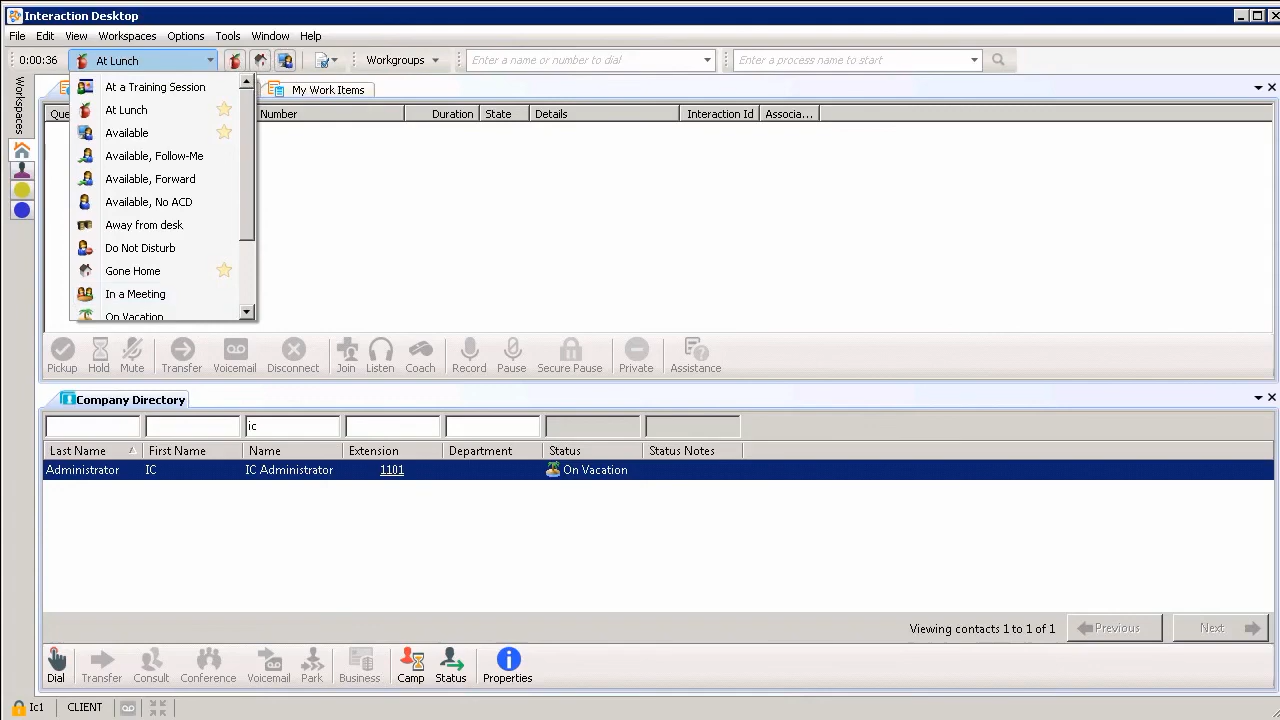 Interaction Desktop
File Edit View Workspaces Options Tools Window Help
0:00:36 At Lunch Workgroups Enter a name or number to dial Enter a process name to start
Workspaces
My Work Items
Que Number Duration State Details Interaction Id Associa...
At a Training Session
At Lunch
Available
Available, Follow-Me
Available, Forward
Available, No ACD
Away from desk
Do Not Disturb
Gone Home
In a Meeting
On Vacation
Pickup Hold Mute Transfer Voicemail Disconnect Join Listen Coach Record Pause Secure Pause Private Assistance
Company Directory
ic
Last Name First Name Name Extension Department Status Status Notes
Administrator IC IC Administrator 1101 On Vacation
Viewing contacts 1 to 1 of 1 Previous Next
Dial Transfer Consult Conference Voicemail Park Business Camp Status Properties
Ic1 CLIENT